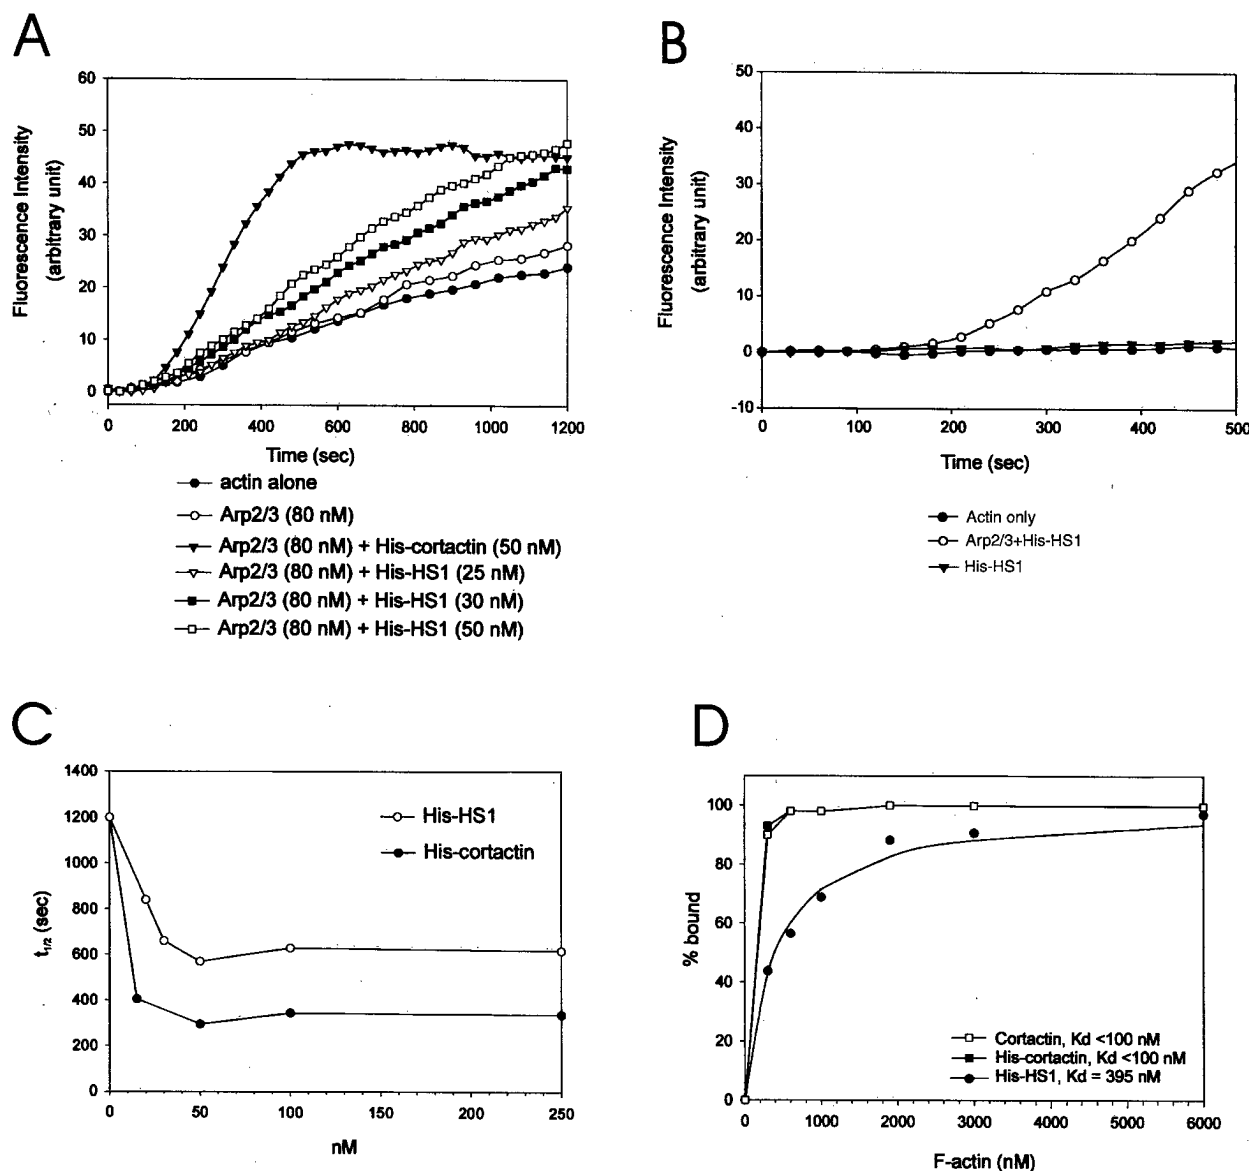 A
Fluorescence Intensity
(arbitrary unit)
60
50
40
30
20
10
0
0 200 400 600 800 1000 1200
Time (sec)
actin alone
Arp2/3 (80 nM)
Arp2/3 (80 nM) + His-cortactin (50 nM)
Arp2/3 (80 nM) + His-HS1 (25 nM)
Arp2/3 (80 nM) + His-HS1 (30 nM)
Arp2/3 (80 nM) + His-HS1 (50 nM)
B
Fluorescence Intensity
(arbitrary unit)
50
40
30
20
10
0
-10
0 100 200 300 400 500
Time (sec)
Actin only
Arp2/3+His-HS1
His-HS1
C
t1/2 (sec)
1400
1200
1000
800
600
400
200
0
0 50 100 150 200 250
nM
His-HS1
His-cortactin
D
% bound
100
80
60
40
20
0
0 1000 2000 3000 4000 5000 6000
F-actin (nM)
Cortactin, Kd <100 nM
His-cortactin, Kd <100 nM
His-HS1, Kd = 395 nM